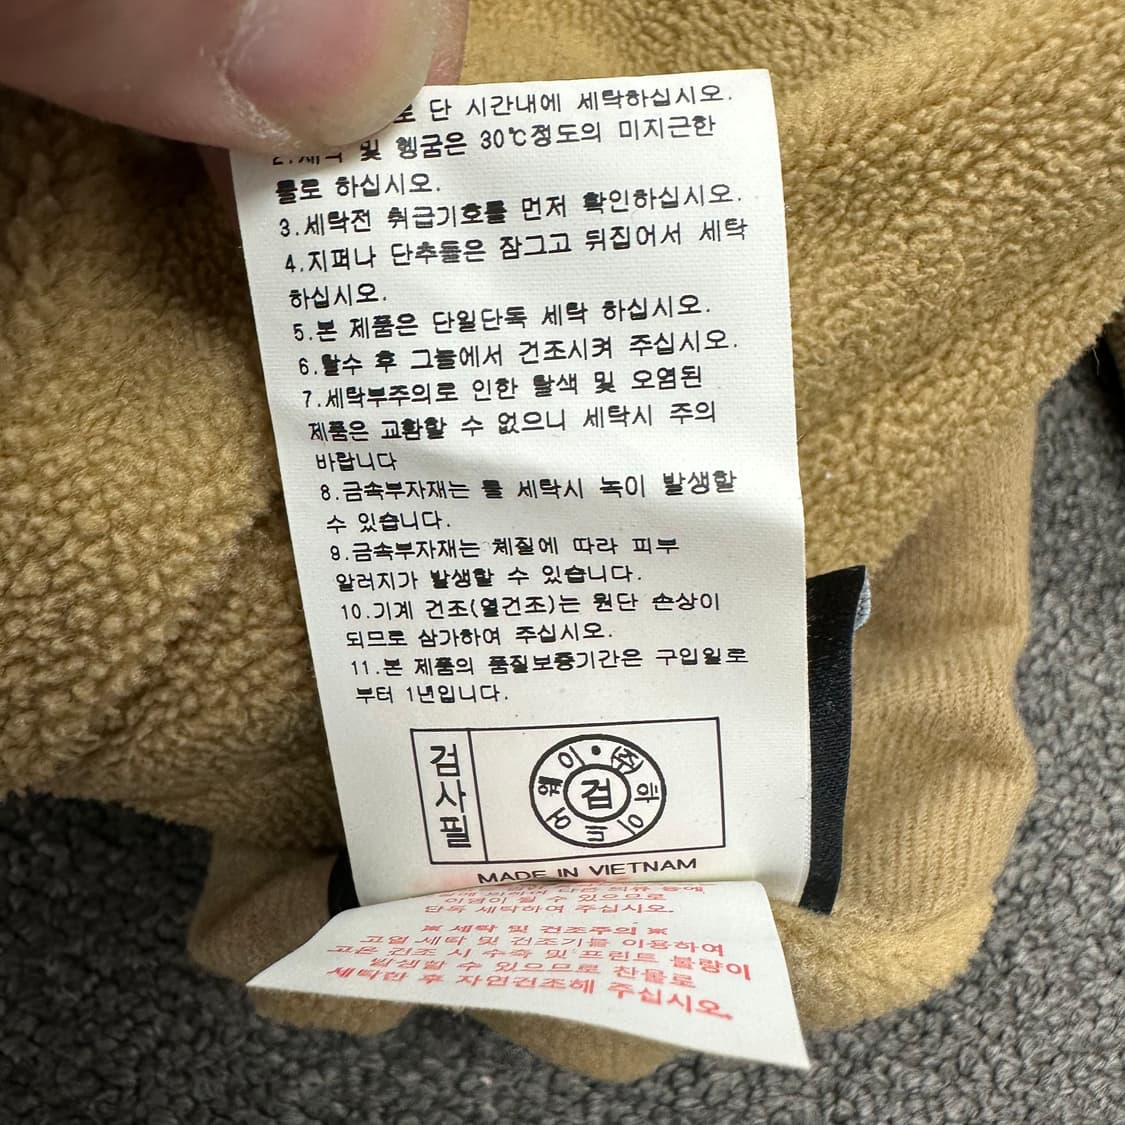 로 단 시간내에 세탁하십시오.
2.세탁 및 헹굼은 30℃정도의 미지근한
물로 하십시오.
3.세탁전 취급기호를 먼저 확인하십시오.
4.지퍼나 단추들은 잠그고 뒤집어서 세탁
하십시오.
5.본 제품은 단일단독 세탁 하십시오.
6.탈수 후 그늘에서 건조시켜 주십시오.
7.세탁부주의로 인한 탈색 및 오염된
제품은 교환할 수 없으니 세탁시 주의
바랍니다
8.금속부자재는 물 세탁시 녹이 발생할
수 있습니다.
9.금속부자재는 체질에 따라 피부
알러지가 발생할 수 있습니다.
10.기계 건조(열건조)는 원단 손상이
되므로 삼가하여 주십시오.
11.본 제품의 품질보증기간은 구입일로
부터 1년입니다.
검사필
검
MADE IN VIETNAM
이염이 될 수 있으므로
단독 세탁하여 주십시오.
※ 세탁 및 건조주의 ※
고열 세탁 및 건조기를 이용하여
고온 건조 시 수축 및 프린트 불량이
발생할 수 있으므로 찬물로
세탁한 후 자연건조해 주십시오.